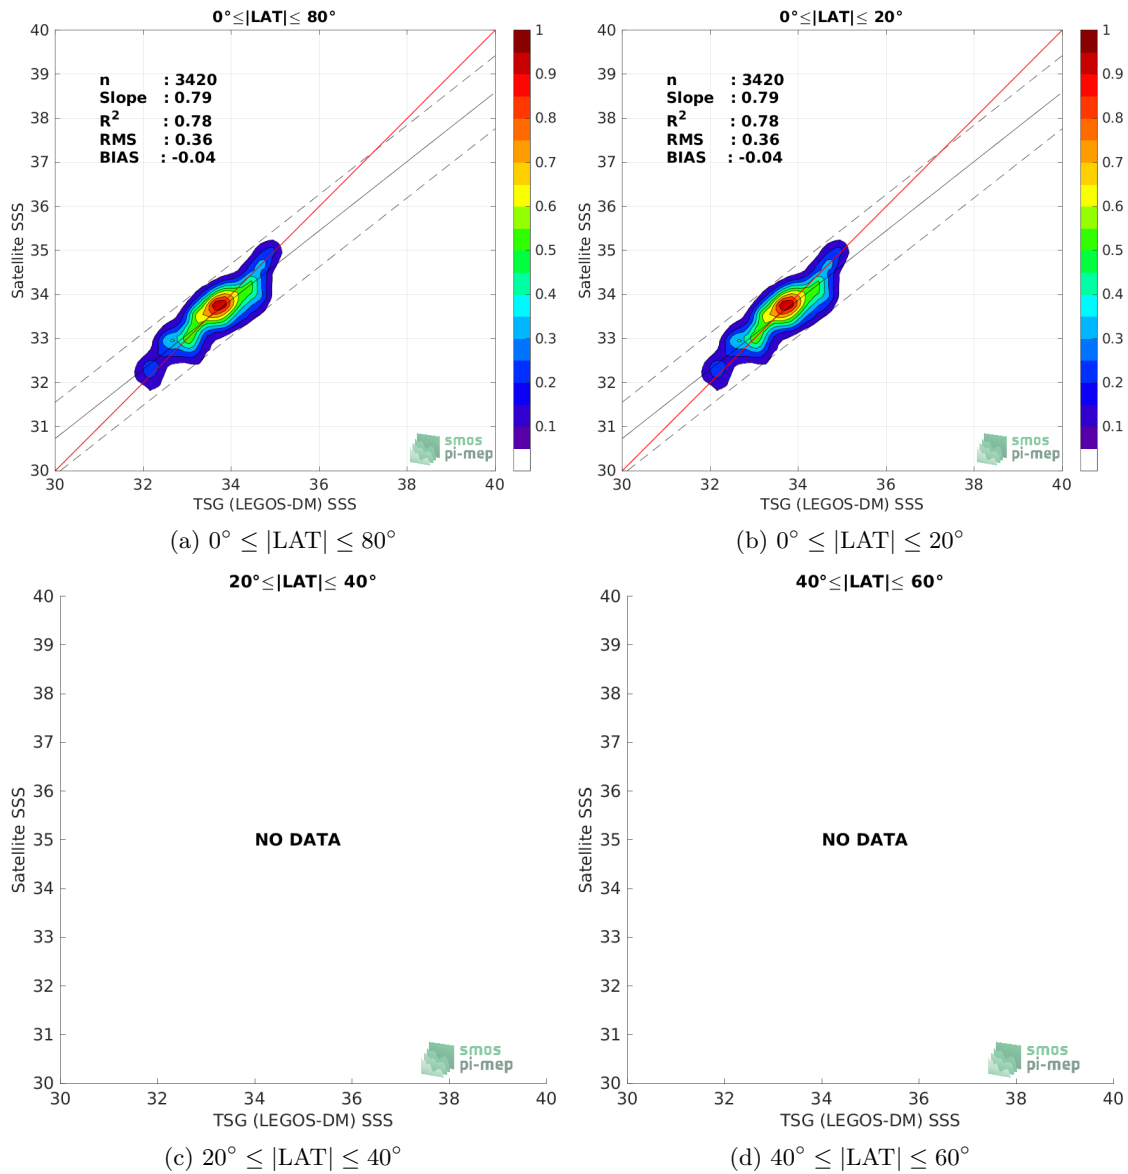 0°≤|LAT|≤ 80°
40
39
38
37
36
35
34
33
32
31
30
n : 3420
Slope : 0.79
R² : 0.78
RMS : 0.36
BIAS : -0.04
Satellite SSS
smos
pi-mep
30 32 34 36 38 40
TSG (LEGOS-DM) SSS
1
0.9
0.8
0.7
0.6
0.5
0.4
0.3
0.2
0.1
(a) 0° ≤ |LAT| ≤ 80°
0°≤|LAT|≤ 20°
40
39
38
37
36
35
34
33
32
31
30
n : 3420
Slope : 0.79
R² : 0.78
RMS : 0.36
BIAS : -0.04
Satellite SSS
smos
pi-mep
30 32 34 36 38 40
TSG (LEGOS-DM) SSS
1
0.9
0.8
0.7
0.6
0.5
0.4
0.3
0.2
0.1
(b) 0° ≤ |LAT| ≤ 20°
20°≤|LAT|≤ 40°
40
39
38
37
36
35
34
33
32
31
30
Satellite SSS
NO DATA
smos
pi-mep
30 32 34 36 38 40
TSG (LEGOS-DM) SSS
(c) 20° ≤ |LAT| ≤ 40°
40°≤|LAT|≤ 60°
40
39
38
37
36
35
34
33
32
31
30
Satellite SSS
NO DATA
smos
pi-mep
30 32 34 36 38 40
TSG (LEGOS-DM) SSS
(d) 40° ≤ |LAT| ≤ 60°